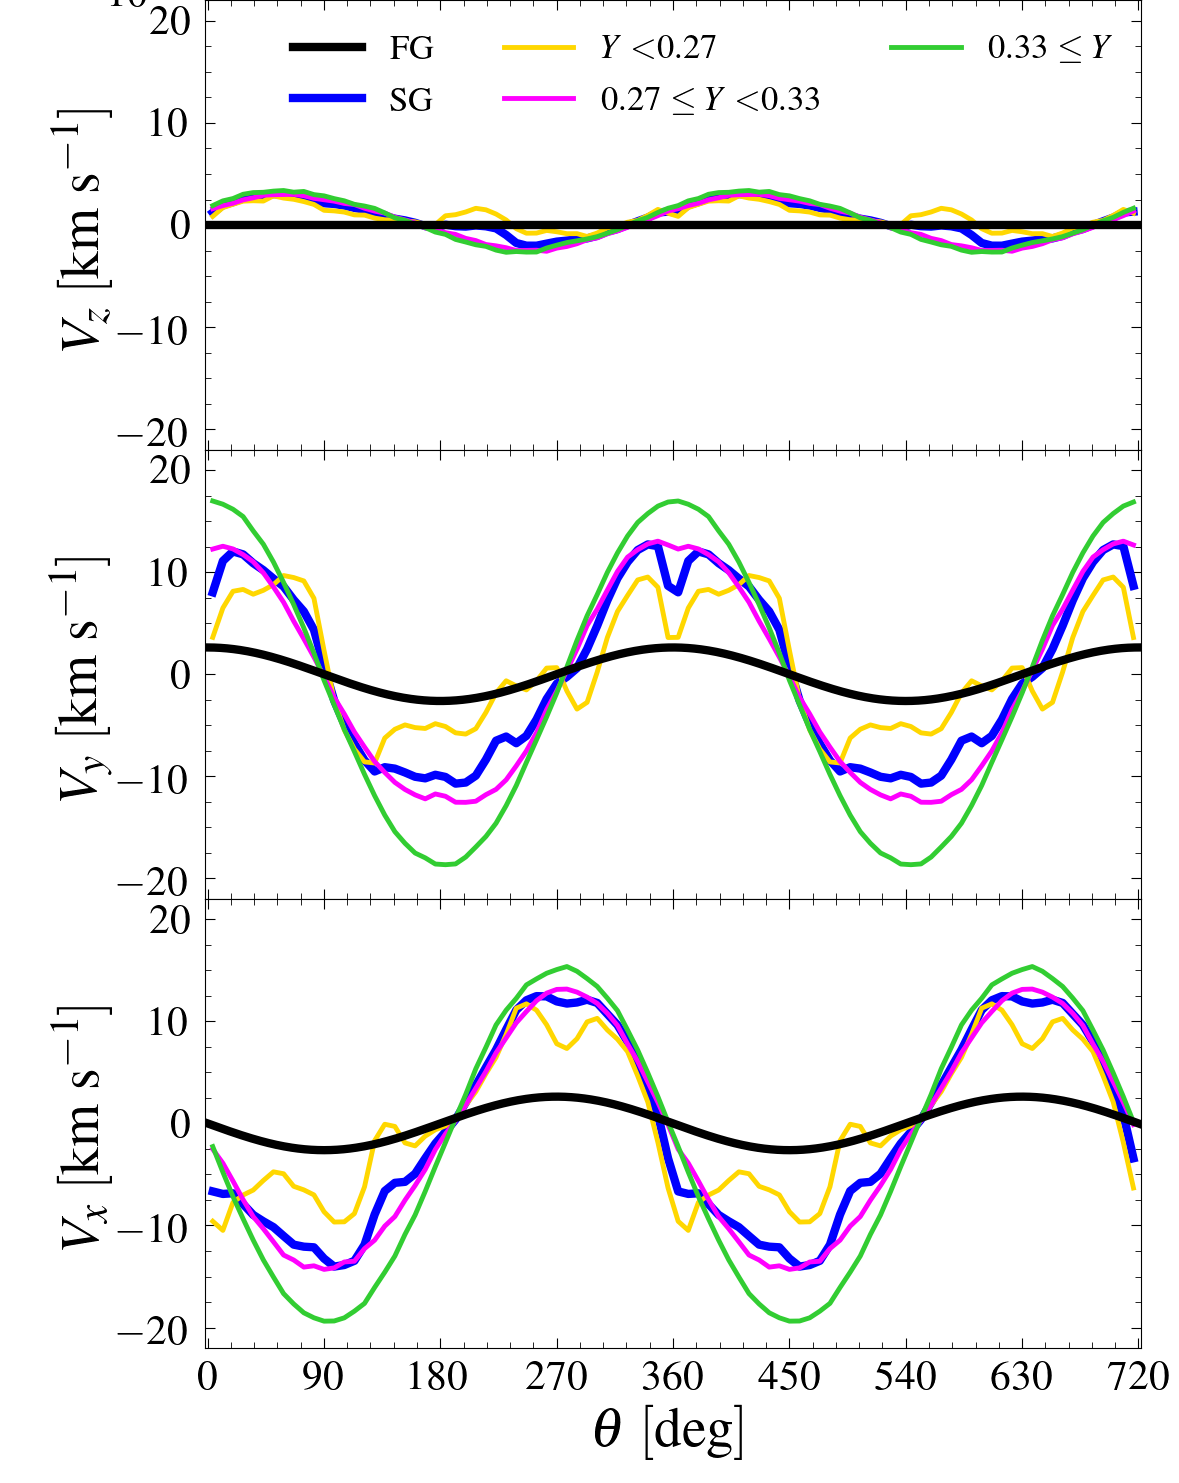 20
FG
Y <0.27
0.33 ≤ Y
SG
0.27 ≤ Y <0.33
10
0
−10
−20
V_z [km s⁻¹]
20
10
0
−10
−20
V_y [km s⁻¹]
20
10
0
−10
−20
V_x [km s⁻¹]
0 90 180 270 360 450 540 630 720
θ [deg]